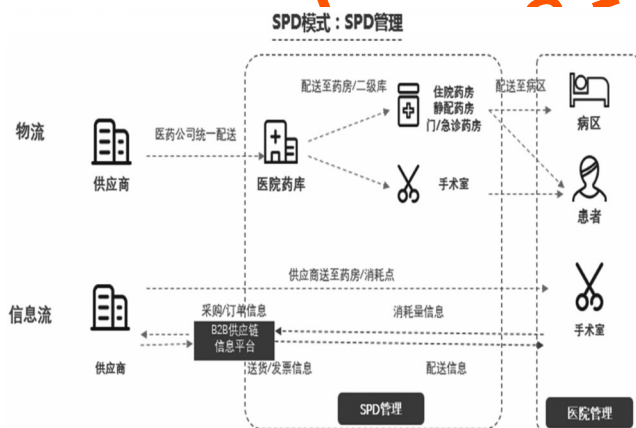 SPD模式：SPD管理
配送至药房/二级库
配送至病区
住院药房
静配药房
门/急诊药房
物流
医药公司统一配送
病区
供应商
医院药库
手术室
患者
供应商送至药房/消耗点
信息流
采购/订单信息
消耗量信息
B2B供应链
信息平台
手术室
供应商
送货/发票信息
配送信息
SPD管理
医院管理